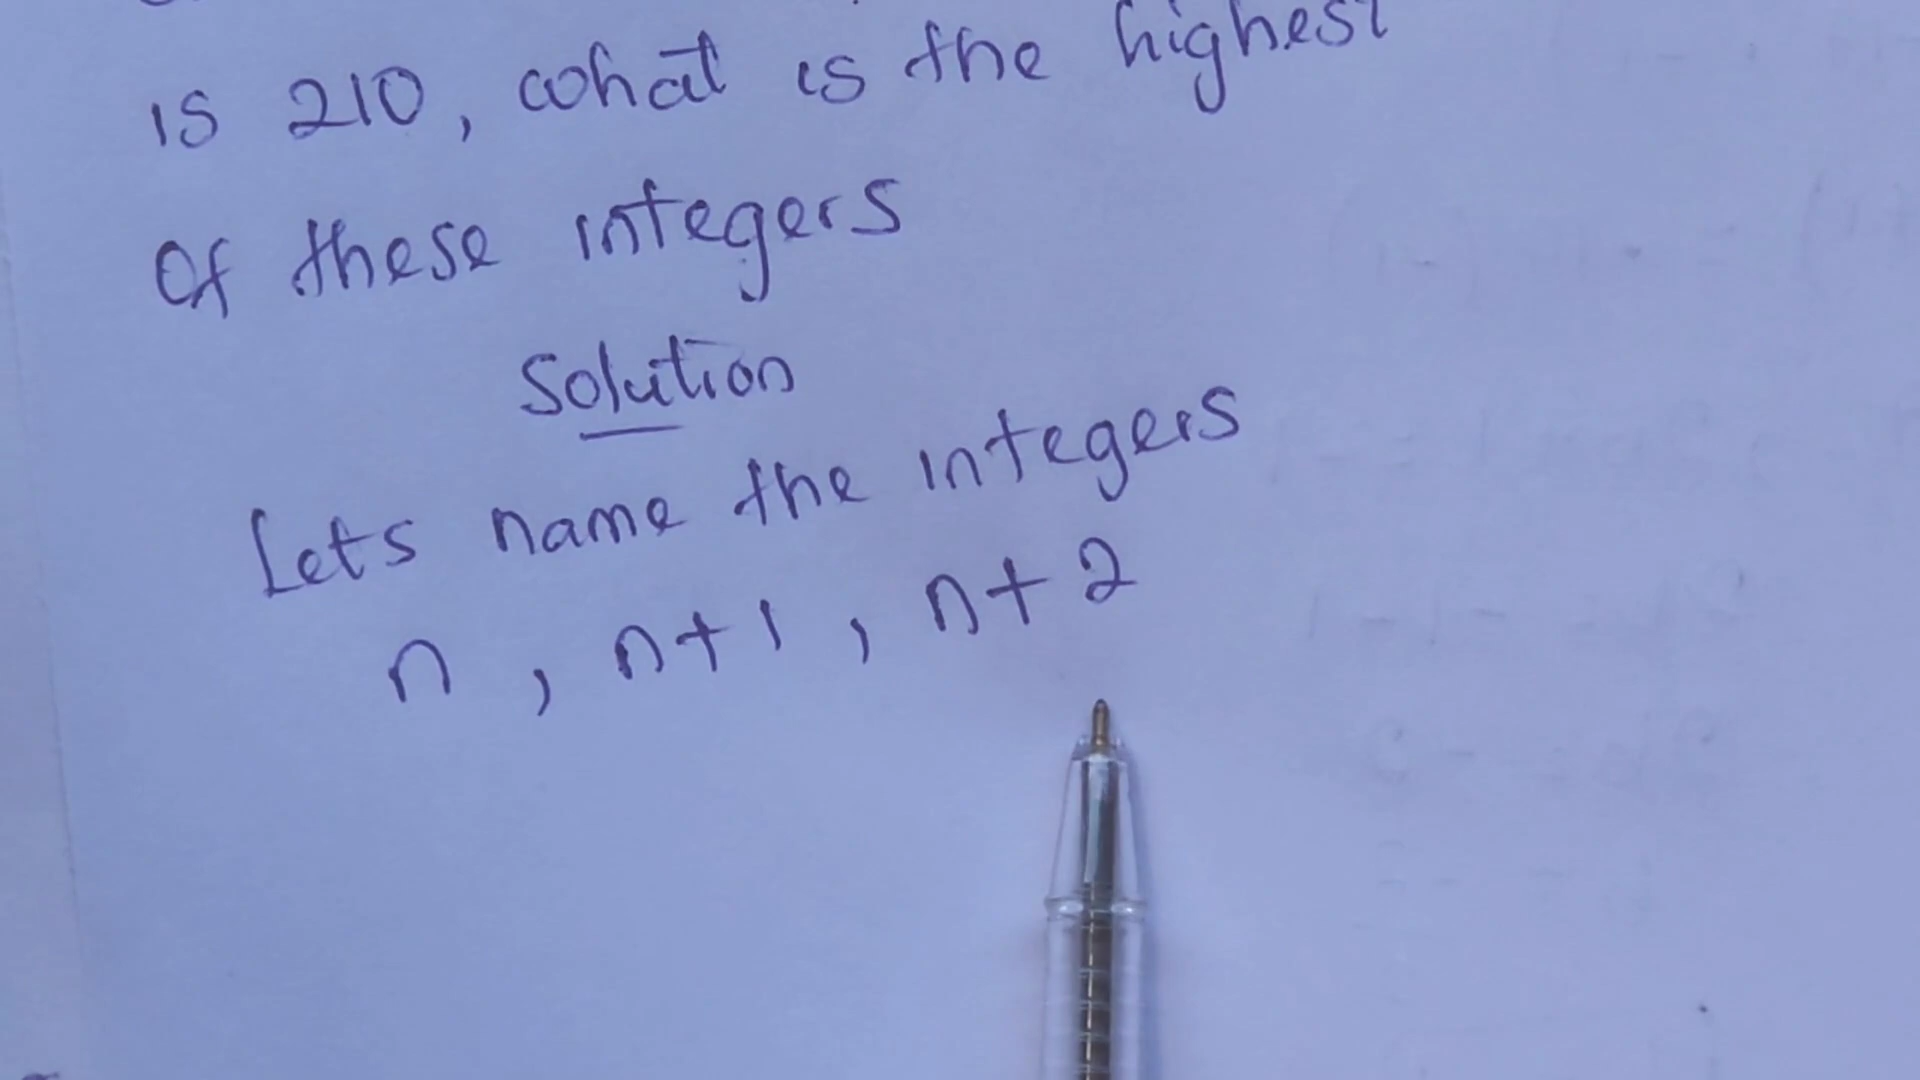 is 210, what is the highest
Of these integers
Solution
Lets name the integers
n , n+1 , n+2